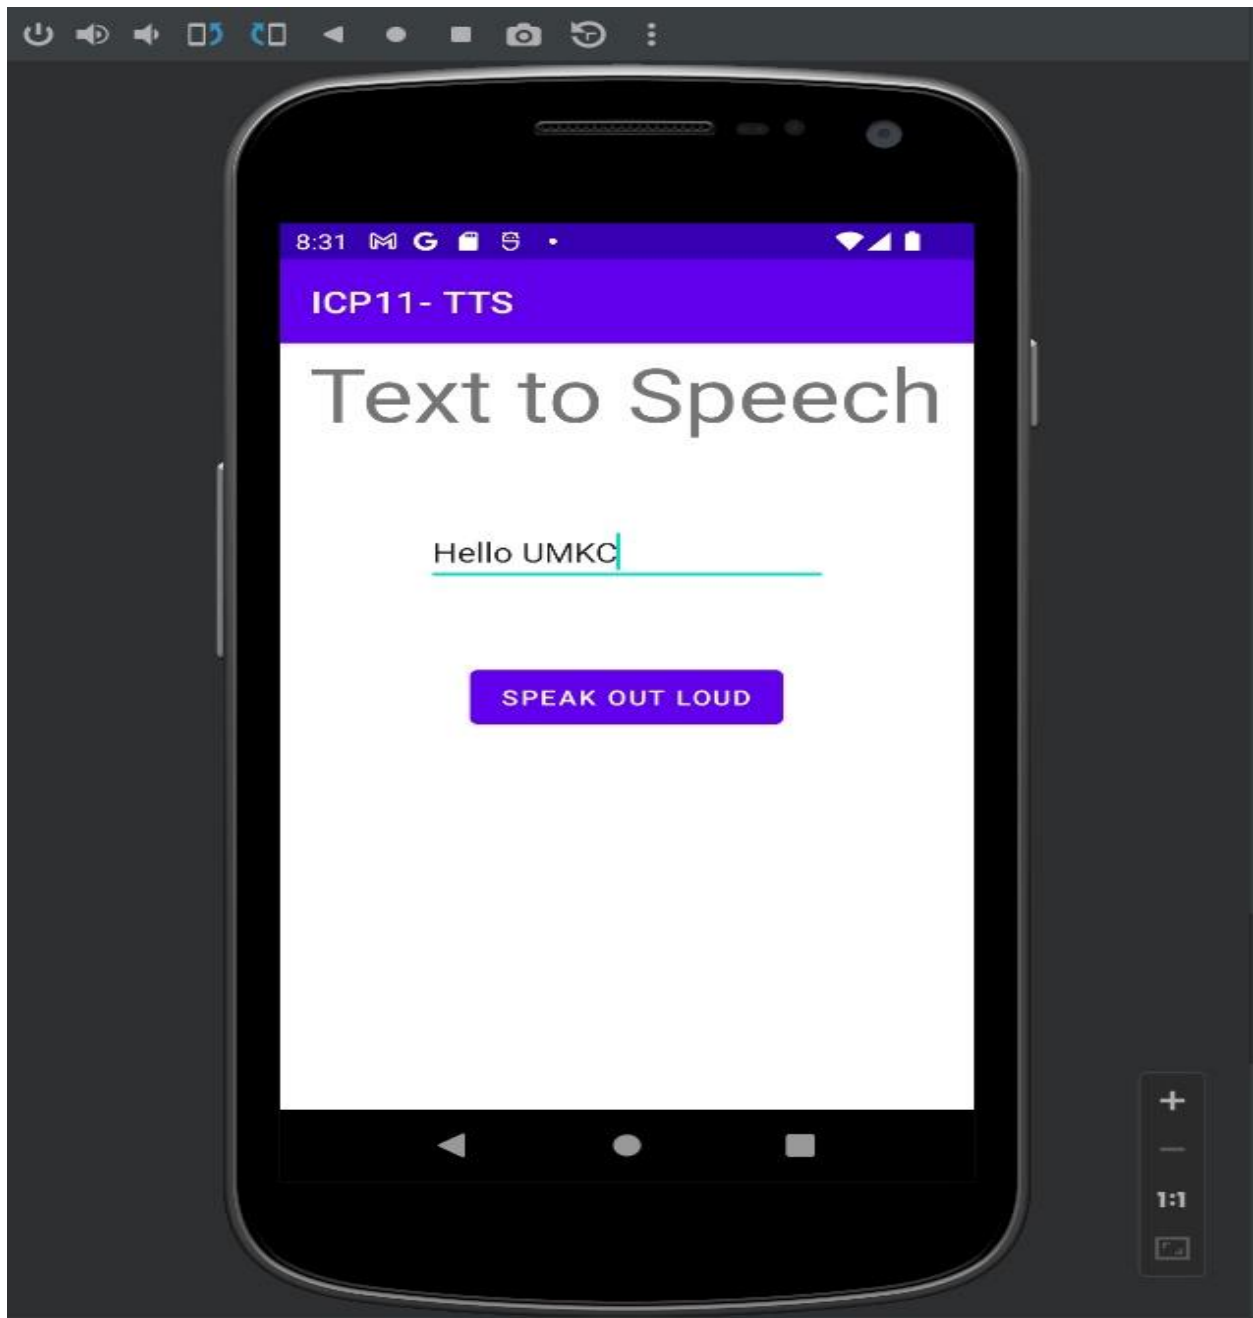 8:31
ICP11- TTS
Text to Speech
Hello UMKC
SPEAK OUT LOUD
1:1